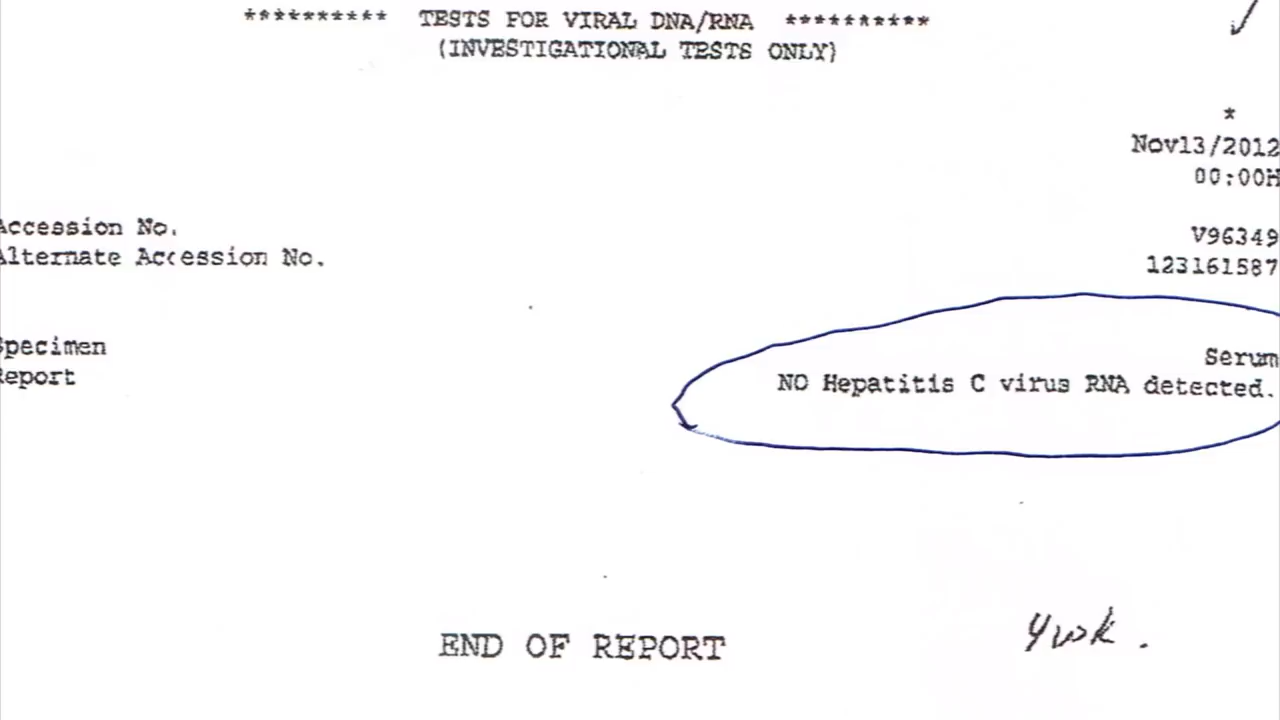 ********** TESTS FOR VIRAL DNA/RNA **********
(INVESTIGATIONAL TESTS ONLY)
*
Nov13/2012
00:00H
Accession No. V96349
Alternate Accession No. 123161587
Specimen Serum
Report NO Hepatitis C virus RNA detected.
4wk.
END OF REPORT